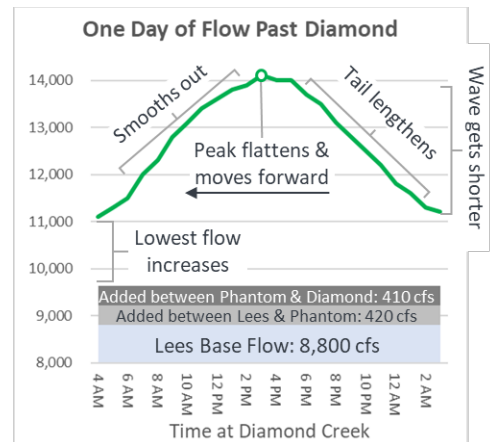 One Day of Flow Past Diamond
14,000
13,000
12,000
11,000
10,000
9,000
8,000
Smooths out
Tail lengthens
Wave gets shorter
Peak flattens &
moves forward
Lowest flow
increases
Added between Phantom & Diamond: 410 cfs
Added between Lees & Phantom: 420 cfs
Lees Base Flow: 8,800 cfs
4 AM
6 AM
8 AM
10 AM
12 PM
2 PM
4 PM
6 PM
8 PM
10 PM
12 AM
2 AM
Time at Diamond Creek